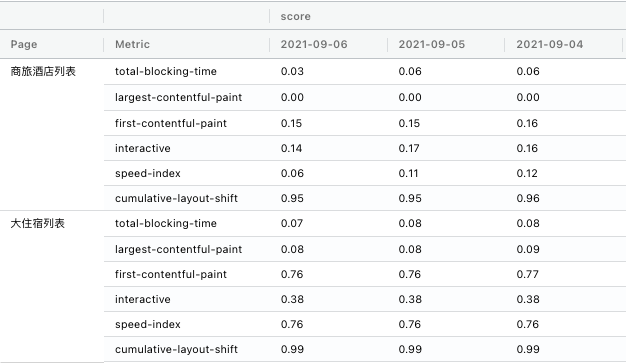 score
Page Metric 2021-09-06 2021-09-05 2021-09-04
商旅酒店列表 total-blocking-time 0.03 0.06 0.06
largest-contentful-paint 0.00 0.00 0.00
first-contentful-paint 0.15 0.15 0.16
interactive 0.14 0.17 0.16
speed-index 0.06 0.11 0.12
cumulative-layout-shift 0.95 0.95 0.96
大住宿列表 total-blocking-time 0.07 0.08 0.08
largest-contentful-paint 0.08 0.08 0.09
first-contentful-paint 0.76 0.76 0.77
interactive 0.38 0.38 0.38
speed-index 0.76 0.76 0.76
cumulative-layout-shift 0.99 0.99 0.99